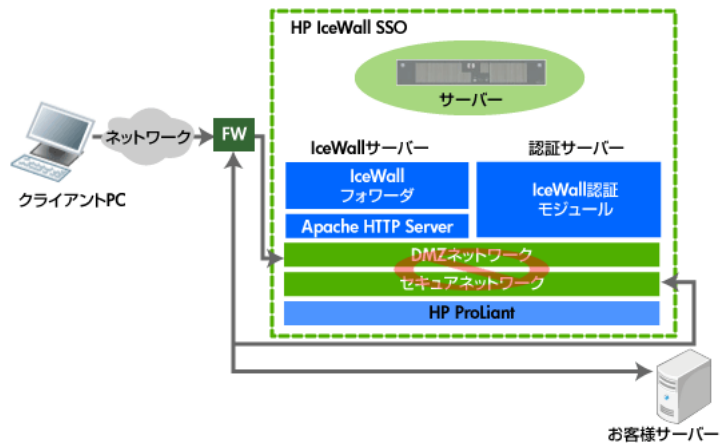 HP IceWall SSO
サーバー
ネットワーク
FW
クライアントPC
IceWallサーバー
認証サーバー
IceWall
フォワーダ
IceWall認証
モジュール
Apache HTTP Server
DMZネットワーク
セキュアネットワーク
HP ProLiant
お客様サーバー